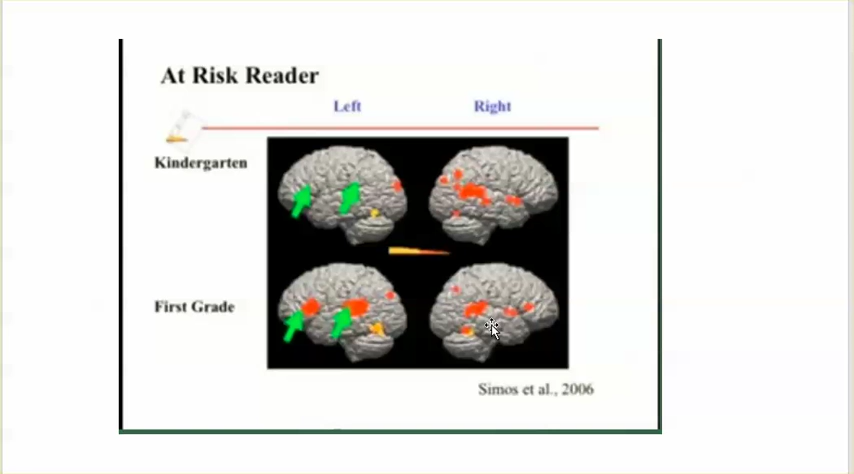 At Risk Reader
Left Right
Kindergarten
First Grade
Simos et al., 2006